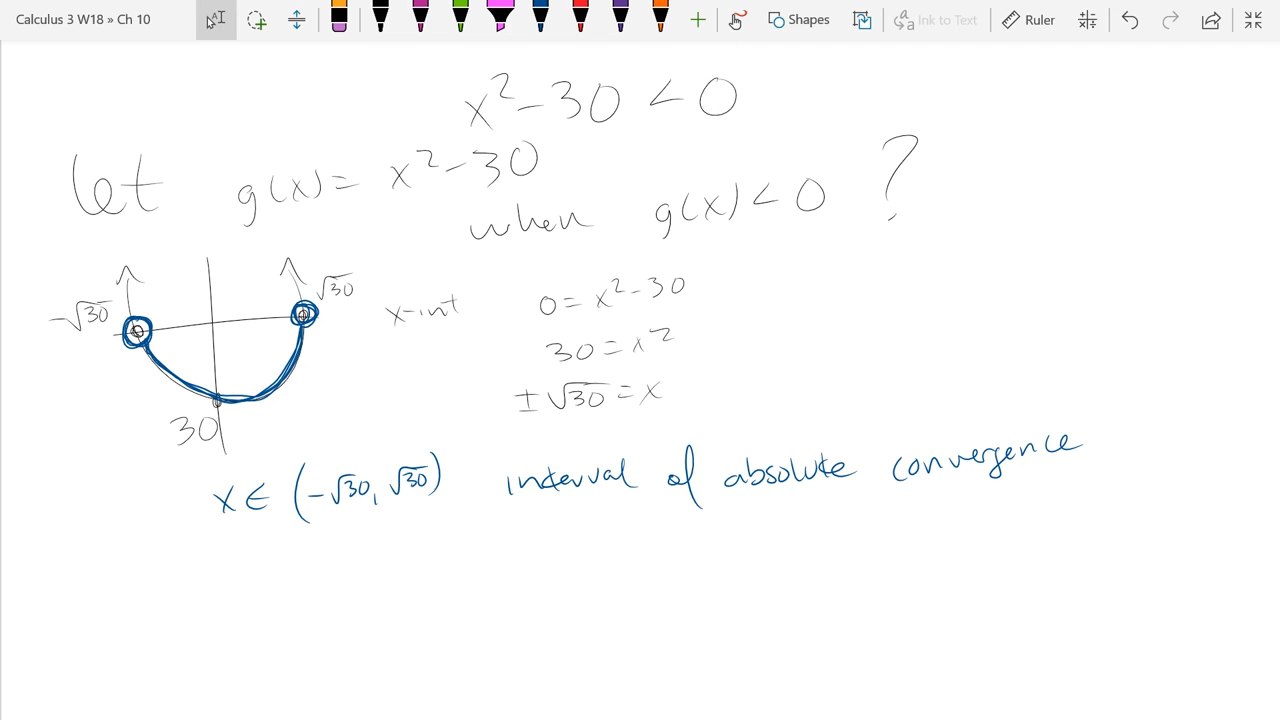 Calculus 3 W18 » Ch 10
Ink to Text
Shapes
Ruler
x² - 30 < 0
let g(x) = x² - 30
when g(x) < 0 ?
-√30
√30
30
x-int
0 = x² - 30
30 = x²
± √30 = x
x ∈ (-√30, √30) interval of absolute convergence